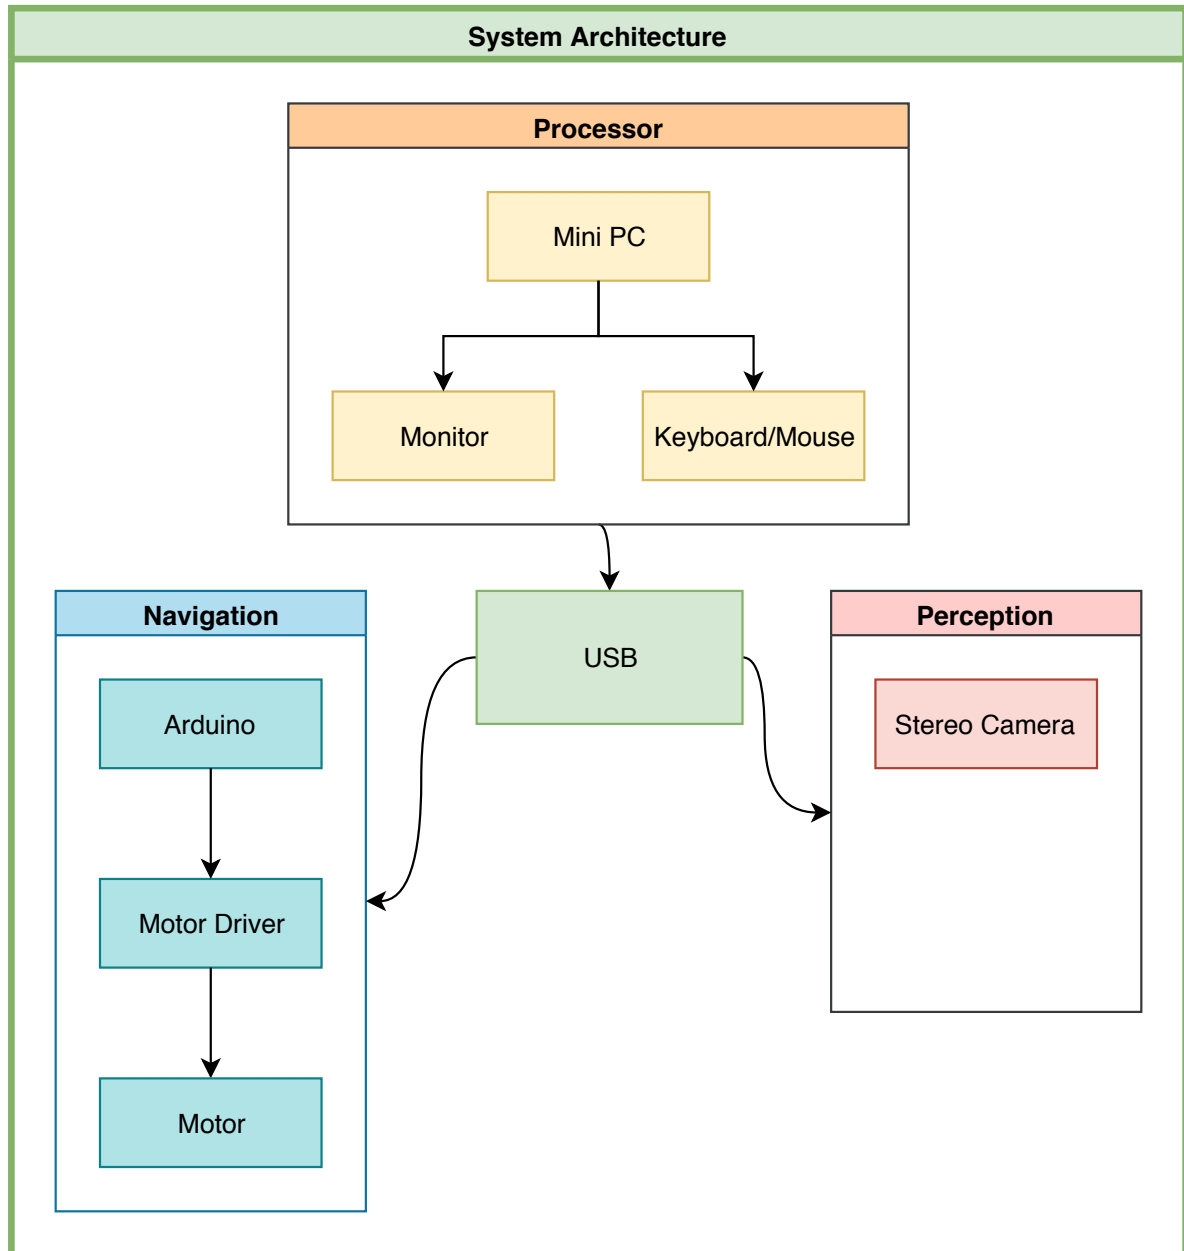 System Architecture
Processor
Mini PC
Monitor
Keyboard/Mouse
USB
Navigation
Arduino
Motor Driver
Motor
Perception
Stereo Camera